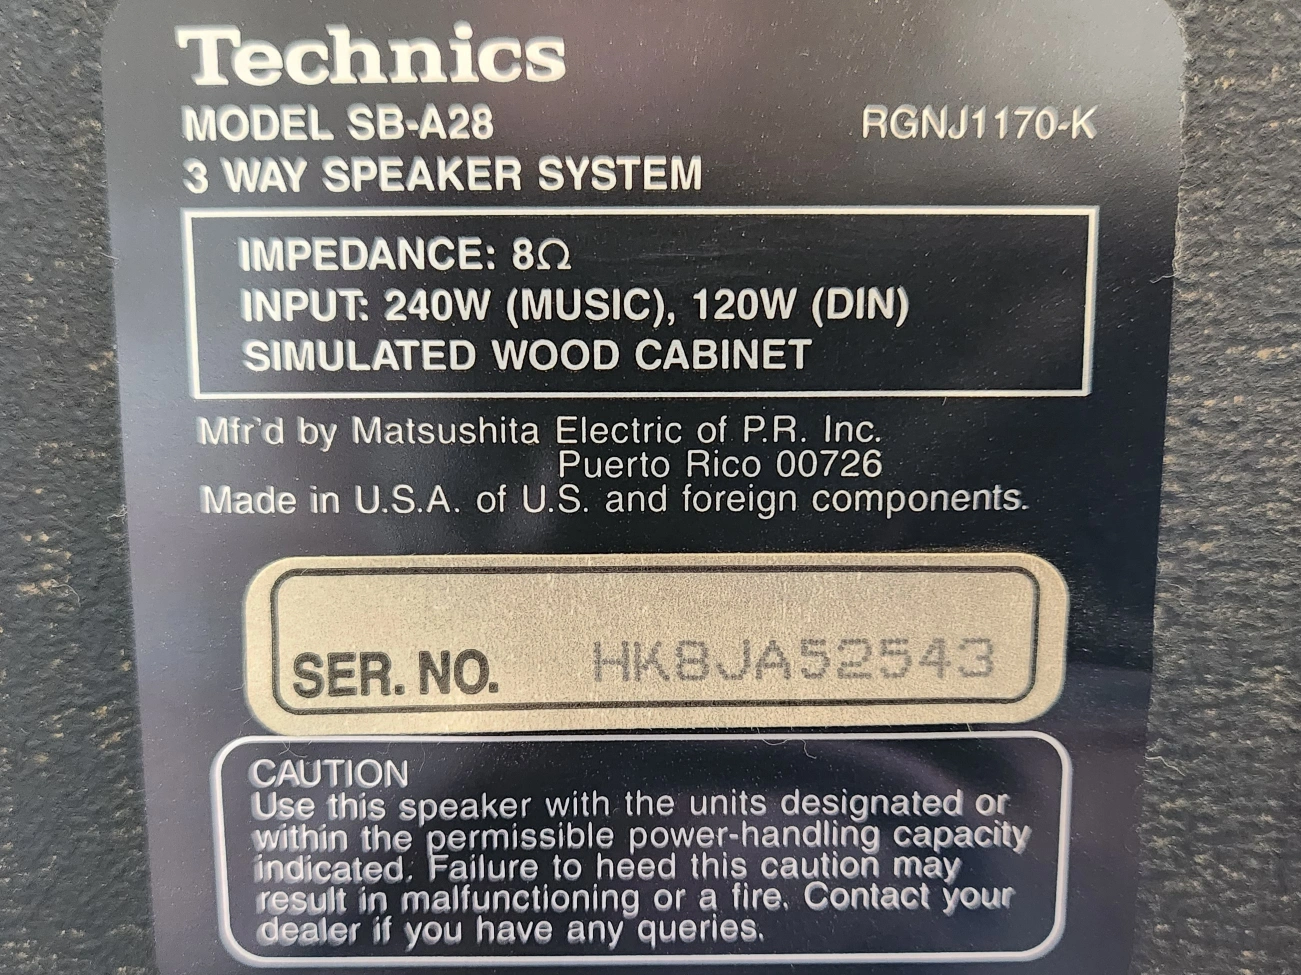 Technics
MODEL SB-A28 RGNJ1170-K
3 WAY SPEAKER SYSTEM
IMPEDANCE: 8Ω
INPUT: 240W (MUSIC), 120W (DIN)
SIMULATED WOOD CABINET
Mfr'd by Matsushita Electric of P.R. Inc.
Puerto Rico 00726
Made in U.S.A. of U.S. and foreign components.
SER. NO. HK8JA52543
CAUTION
Use this speaker with the units designated or
within the permissible power-handling capacity
indicated. Failure to heed this caution may
result in malfunctioning or a fire. Contact your
dealer if you have any queries.